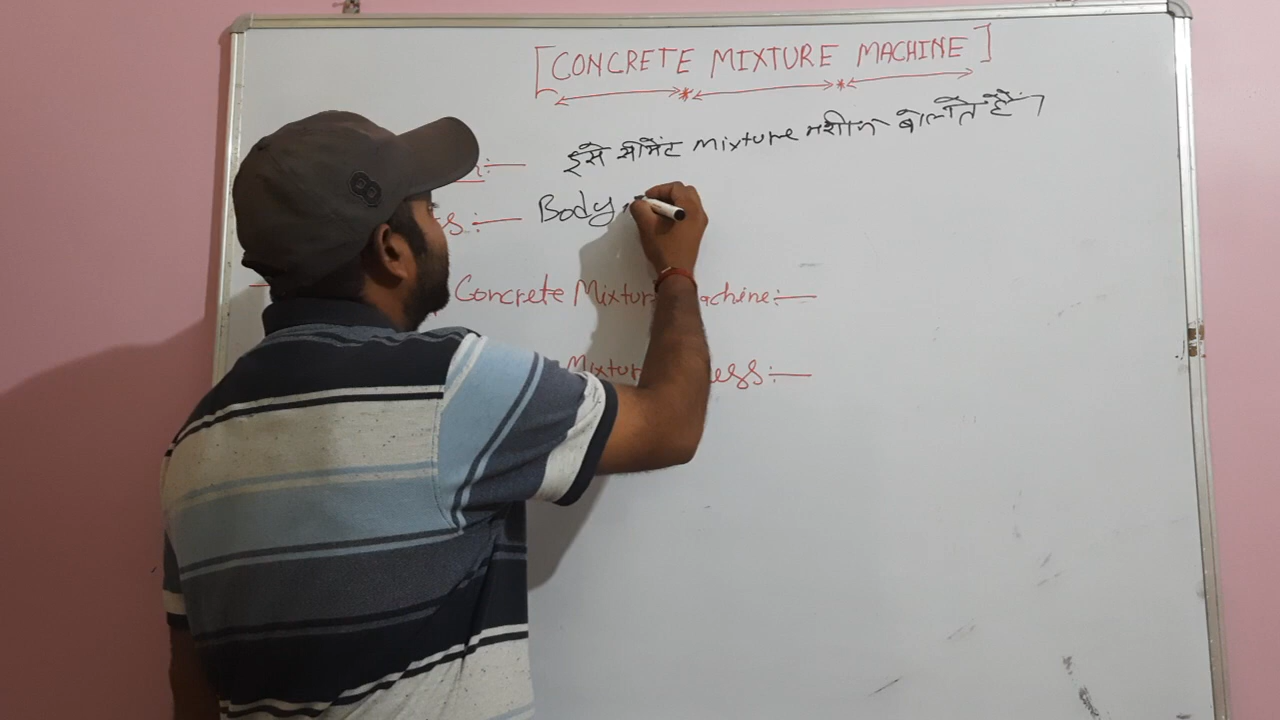 [CONCRETE MIXTURE MACHINE]
:— इसे सीमेंट mixture मशीन बोलते हैं।
:— Body
Concrete Mixture Machine:—
Mixture :—